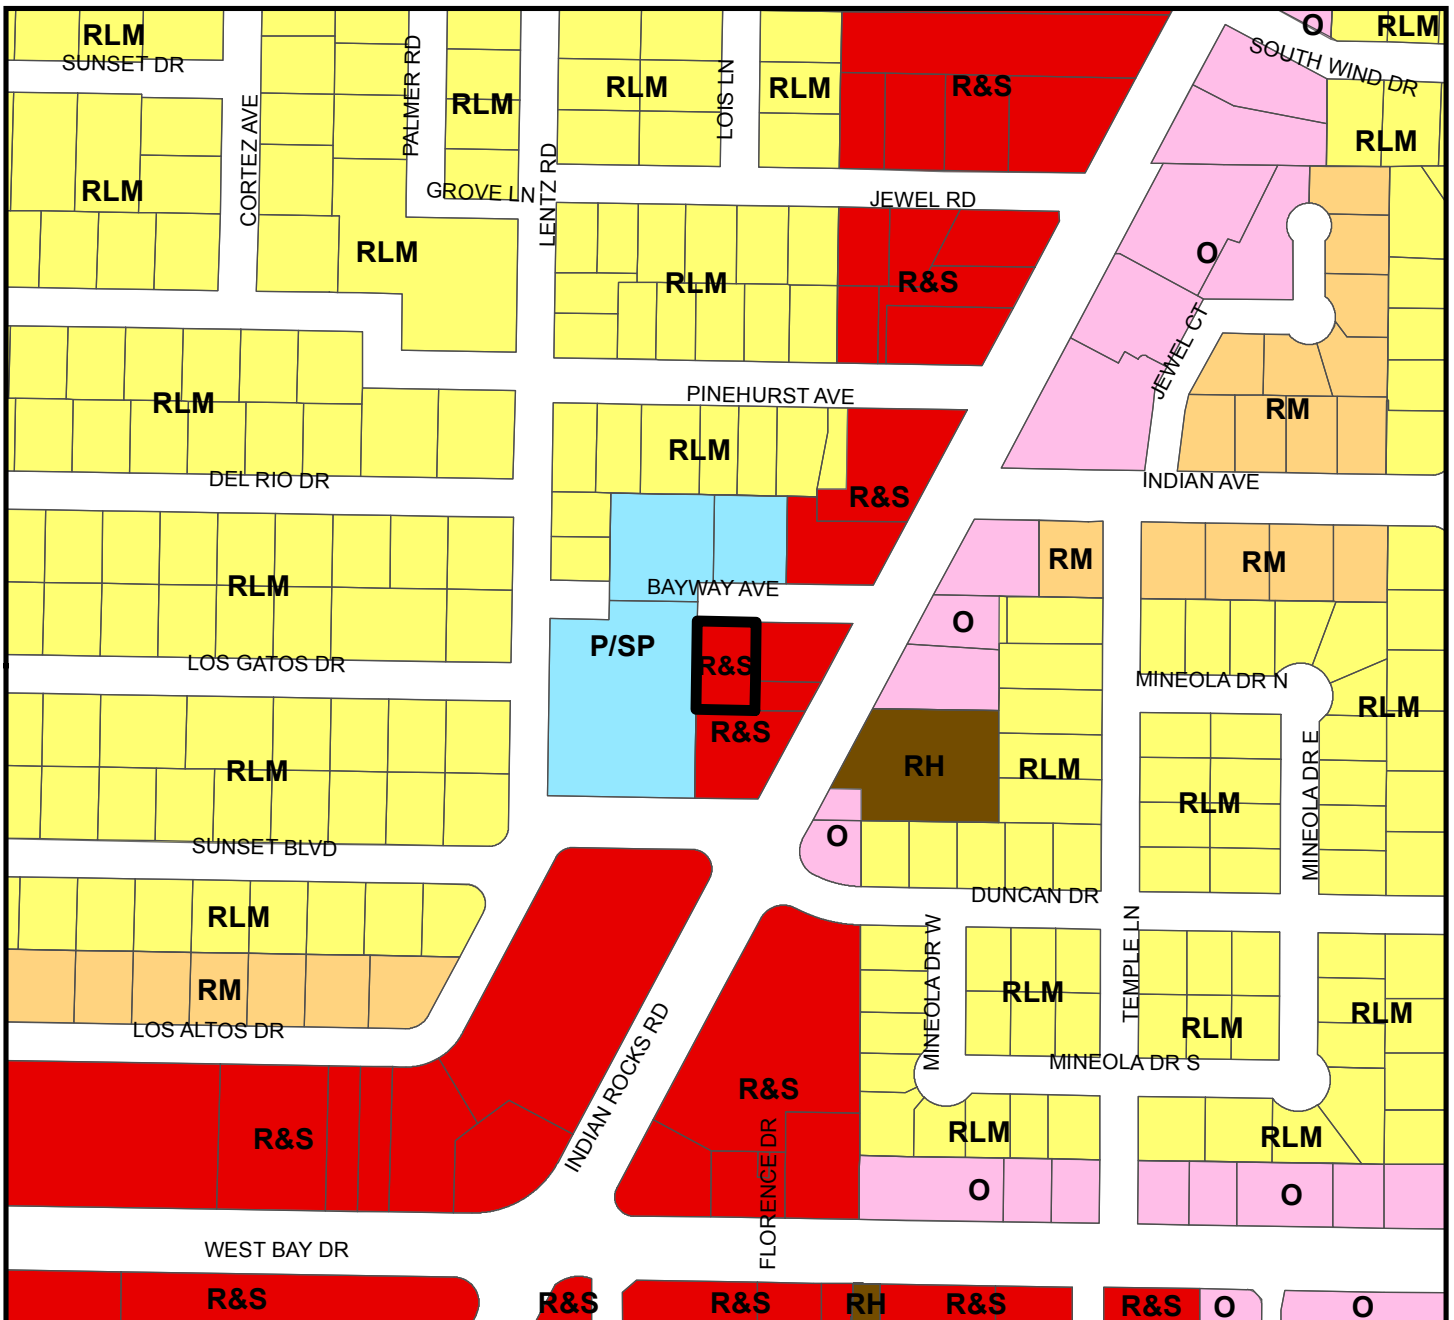 RLM
O
RLM
SUNSET DR
SOUTH WIND DR
PALMER RD
RLM
LOIS LN
RLM
R&S
RLM
CORTEZ AVE
RLM
RLM
GROVE LN
LENTZ RD
JEWEL RD
RLM
RLM
R&S
O
JEWEL CT
PINEHURST AVE
RLM
RM
RLM
DEL RIO DR
R&S
INDIAN AVE
RLM
RM
RM
BAYWAY AVE
O
P/SP
LOS GATOS DR
R&S
MINEOLA DR N
RLM
R&S
RLM
RH
RLM
RLM
MINEOLA DR E
O
SUNSET BLVD
DUNCAN DR
RLM
MINEOLA DR W
TEMPLE LN
RM
RLM
RLM
RLM
LOS ALTOS DR
INDIAN ROCKS RD
MINEOLA DR S
R&S
R&S
FLORENCE DR
RLM
RLM
O
O
WEST BAY DR
R&S
R&S
R&S
RH
R&S
R&S
O
O